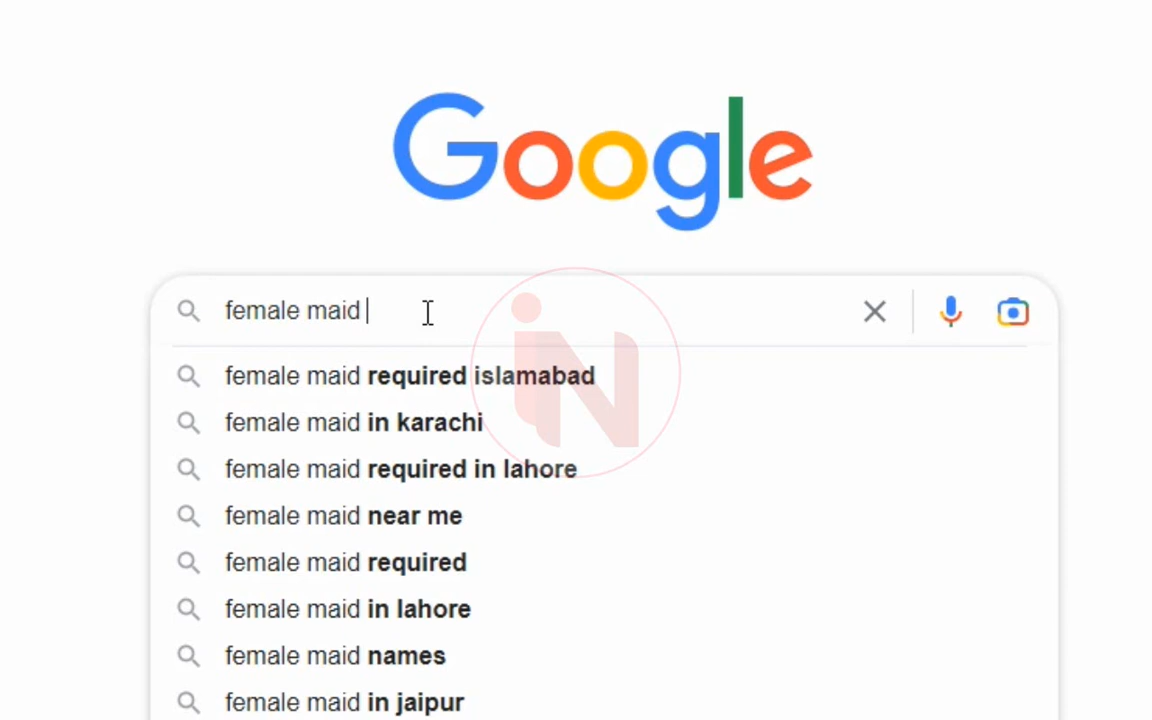 Google
female maid
female maid required islamabad
female maid in karachi
female maid required in lahore
female maid near me
female maid required
female maid in lahore
female maid names
female maid in jaipur
iN